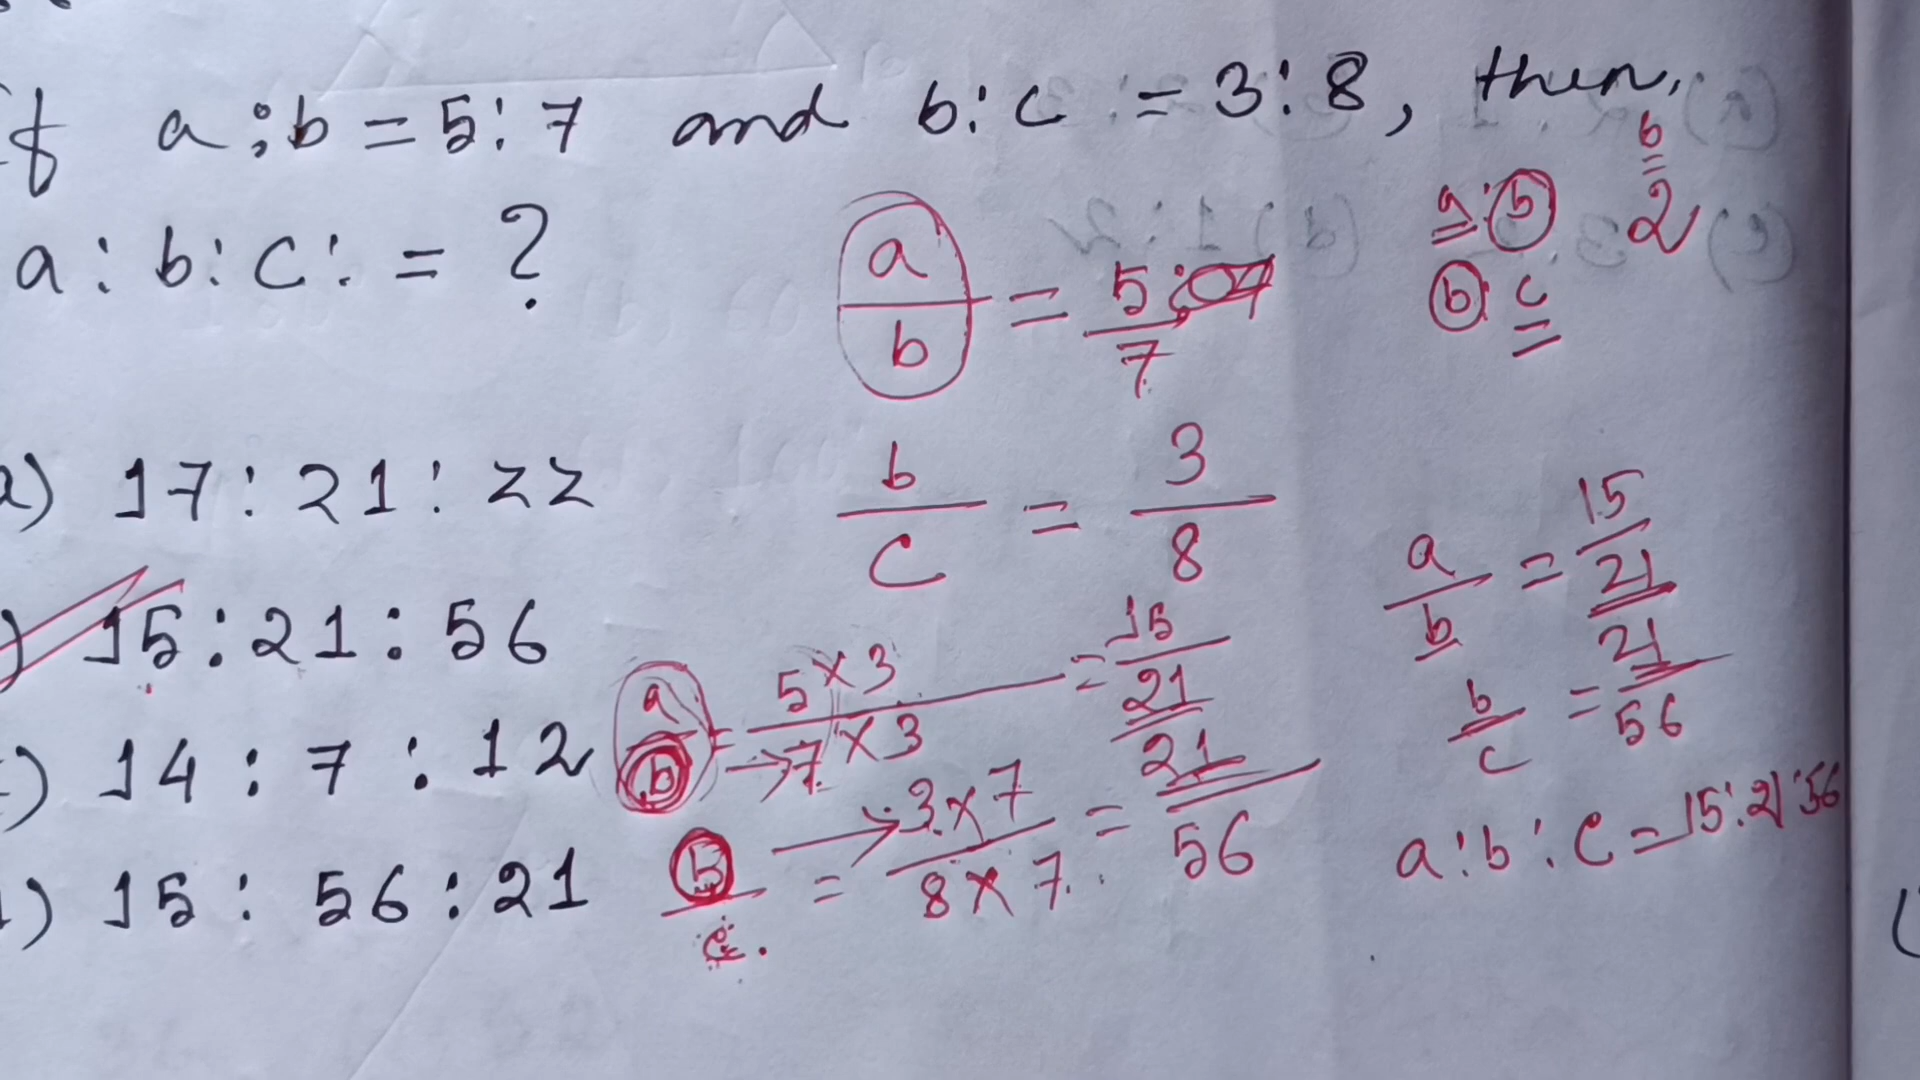 If a:b = 5:7 and b:c = 3:8, then,
a:b:c: = ?
a:b b
= 2
b:c
a/b = 5:/7
b/c = 3/8
a) 17:21:22
) 15:21:56
) 14:7:12
) 15:56:21
a/b = 5×3/7×3 = 15/21
b/c = 3×7/8×7 = 21/56
a/b = 15/21
b/c = 21/56
a:b:c = 15:21:56